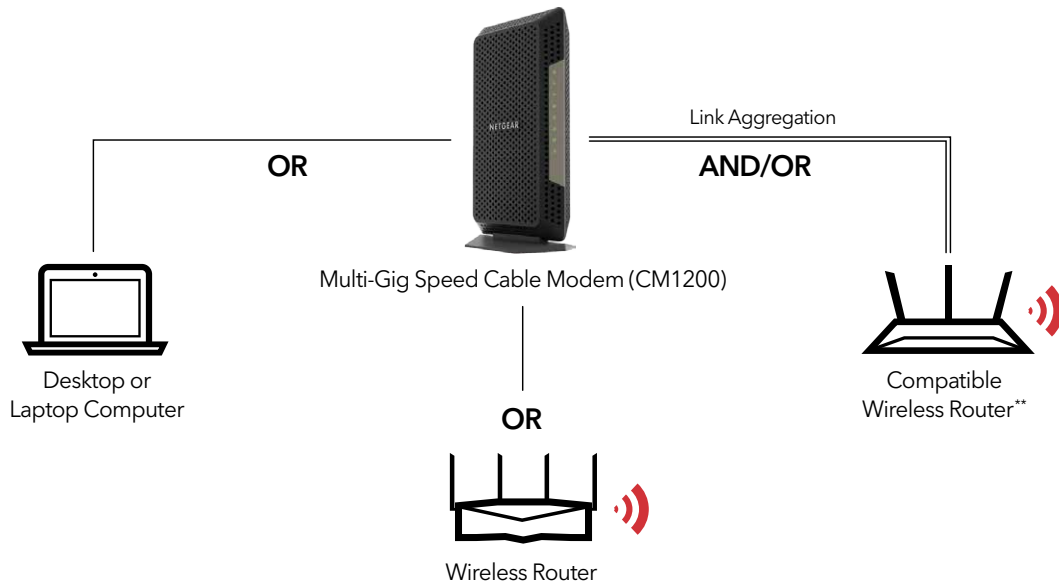 NETGEAR
Link Aggregation
OR
AND/OR
Multi-Gig Speed Cable Modem (CM1200)
Desktop or
Laptop Computer
Compatible
Wireless Router**
OR
Wireless Router